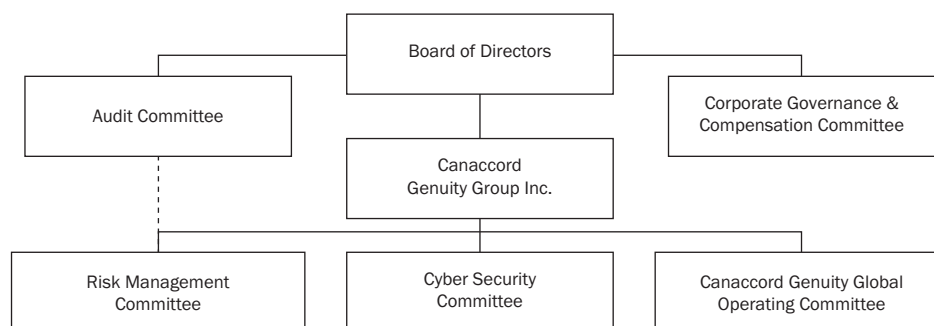 Board of Directors
Audit Committee
Corporate Governance &
Compensation Committee
Canaccord
Genuity Group Inc.
Risk Management
Committee
Cyber Security
Committee
Canaccord Genuity Global
Operating Committee